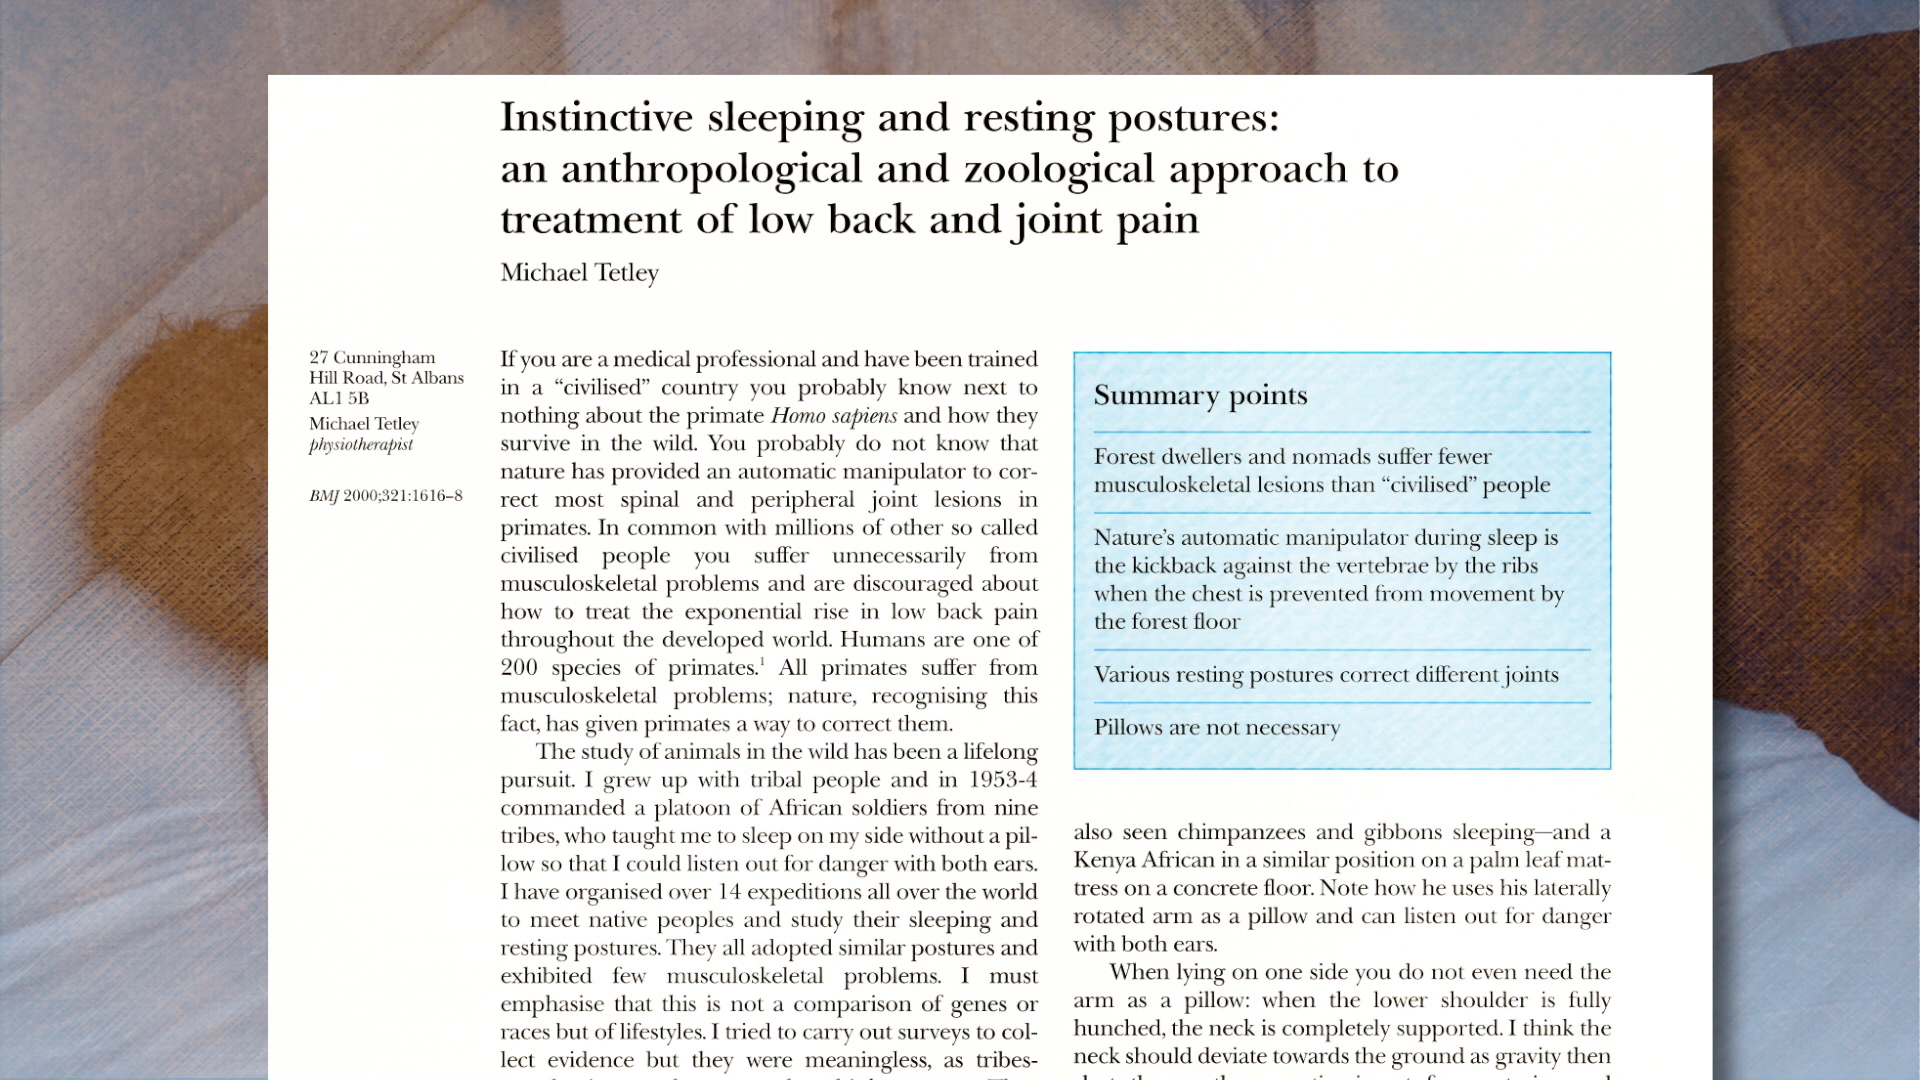 Instinctive sleeping and resting postures:
an anthropological and zoological approach to
treatment of low back and joint pain
Michael Tetley
27 Cunningham
Hill Road, St Albans
AL1 5B
Michael Tetley
physiotherapist
BMJ 2000;321:1616–8
If you are a medical professional and have been trained
in a “civilised” country you probably know next to
nothing about the primate Homo sapiens and how they
survive in the wild. You probably do not know that
nature has provided an automatic manipulator to cor-
rect most spinal and peripheral joint lesions in
primates. In common with millions of other so called
civilised people you suffer unnecessarily from
musculoskeletal problems and are discouraged about
how to treat the exponential rise in low back pain
throughout the developed world. Humans are one of
200 species of primates.1 All primates suffer from
musculoskeletal problems; nature, recognising this
fact, has given primates a way to correct them.
The study of animals in the wild has been a lifelong
pursuit. I grew up with tribal people and in 1953-4
commanded a platoon of African soldiers from nine
tribes, who taught me to sleep on my side without a pil-
low so that I could listen out for danger with both ears.
I have organised over 14 expeditions all over the world
to meet native peoples and study their sleeping and
resting postures. They all adopted similar postures and
exhibited few musculoskeletal problems. I must
emphasise that this is not a comparison of genes or
races but of lifestyles. I tried to carry out surveys to col-
lect evidence but they were meaningless, as tribes-
Summary points
Forest dwellers and nomads suffer fewer
musculoskeletal lesions than “civilised” people
Nature’s automatic manipulator during sleep is
the kickback against the vertebrae by the ribs
when the chest is prevented from movement by
the forest floor
Various resting postures correct different joints
Pillows are not necessary
also seen chimpanzees and gibbons sleeping—and a
Kenya African in a similar position on a palm leaf mat-
tress on a concrete floor. Note how he uses his laterally
rotated arm as a pillow and can listen out for danger
with both ears.
When lying on one side you do not even need the
arm as a pillow: when the lower shoulder is fully
hunched, the neck is completely supported. I think the
neck should deviate towards the ground as gravity then